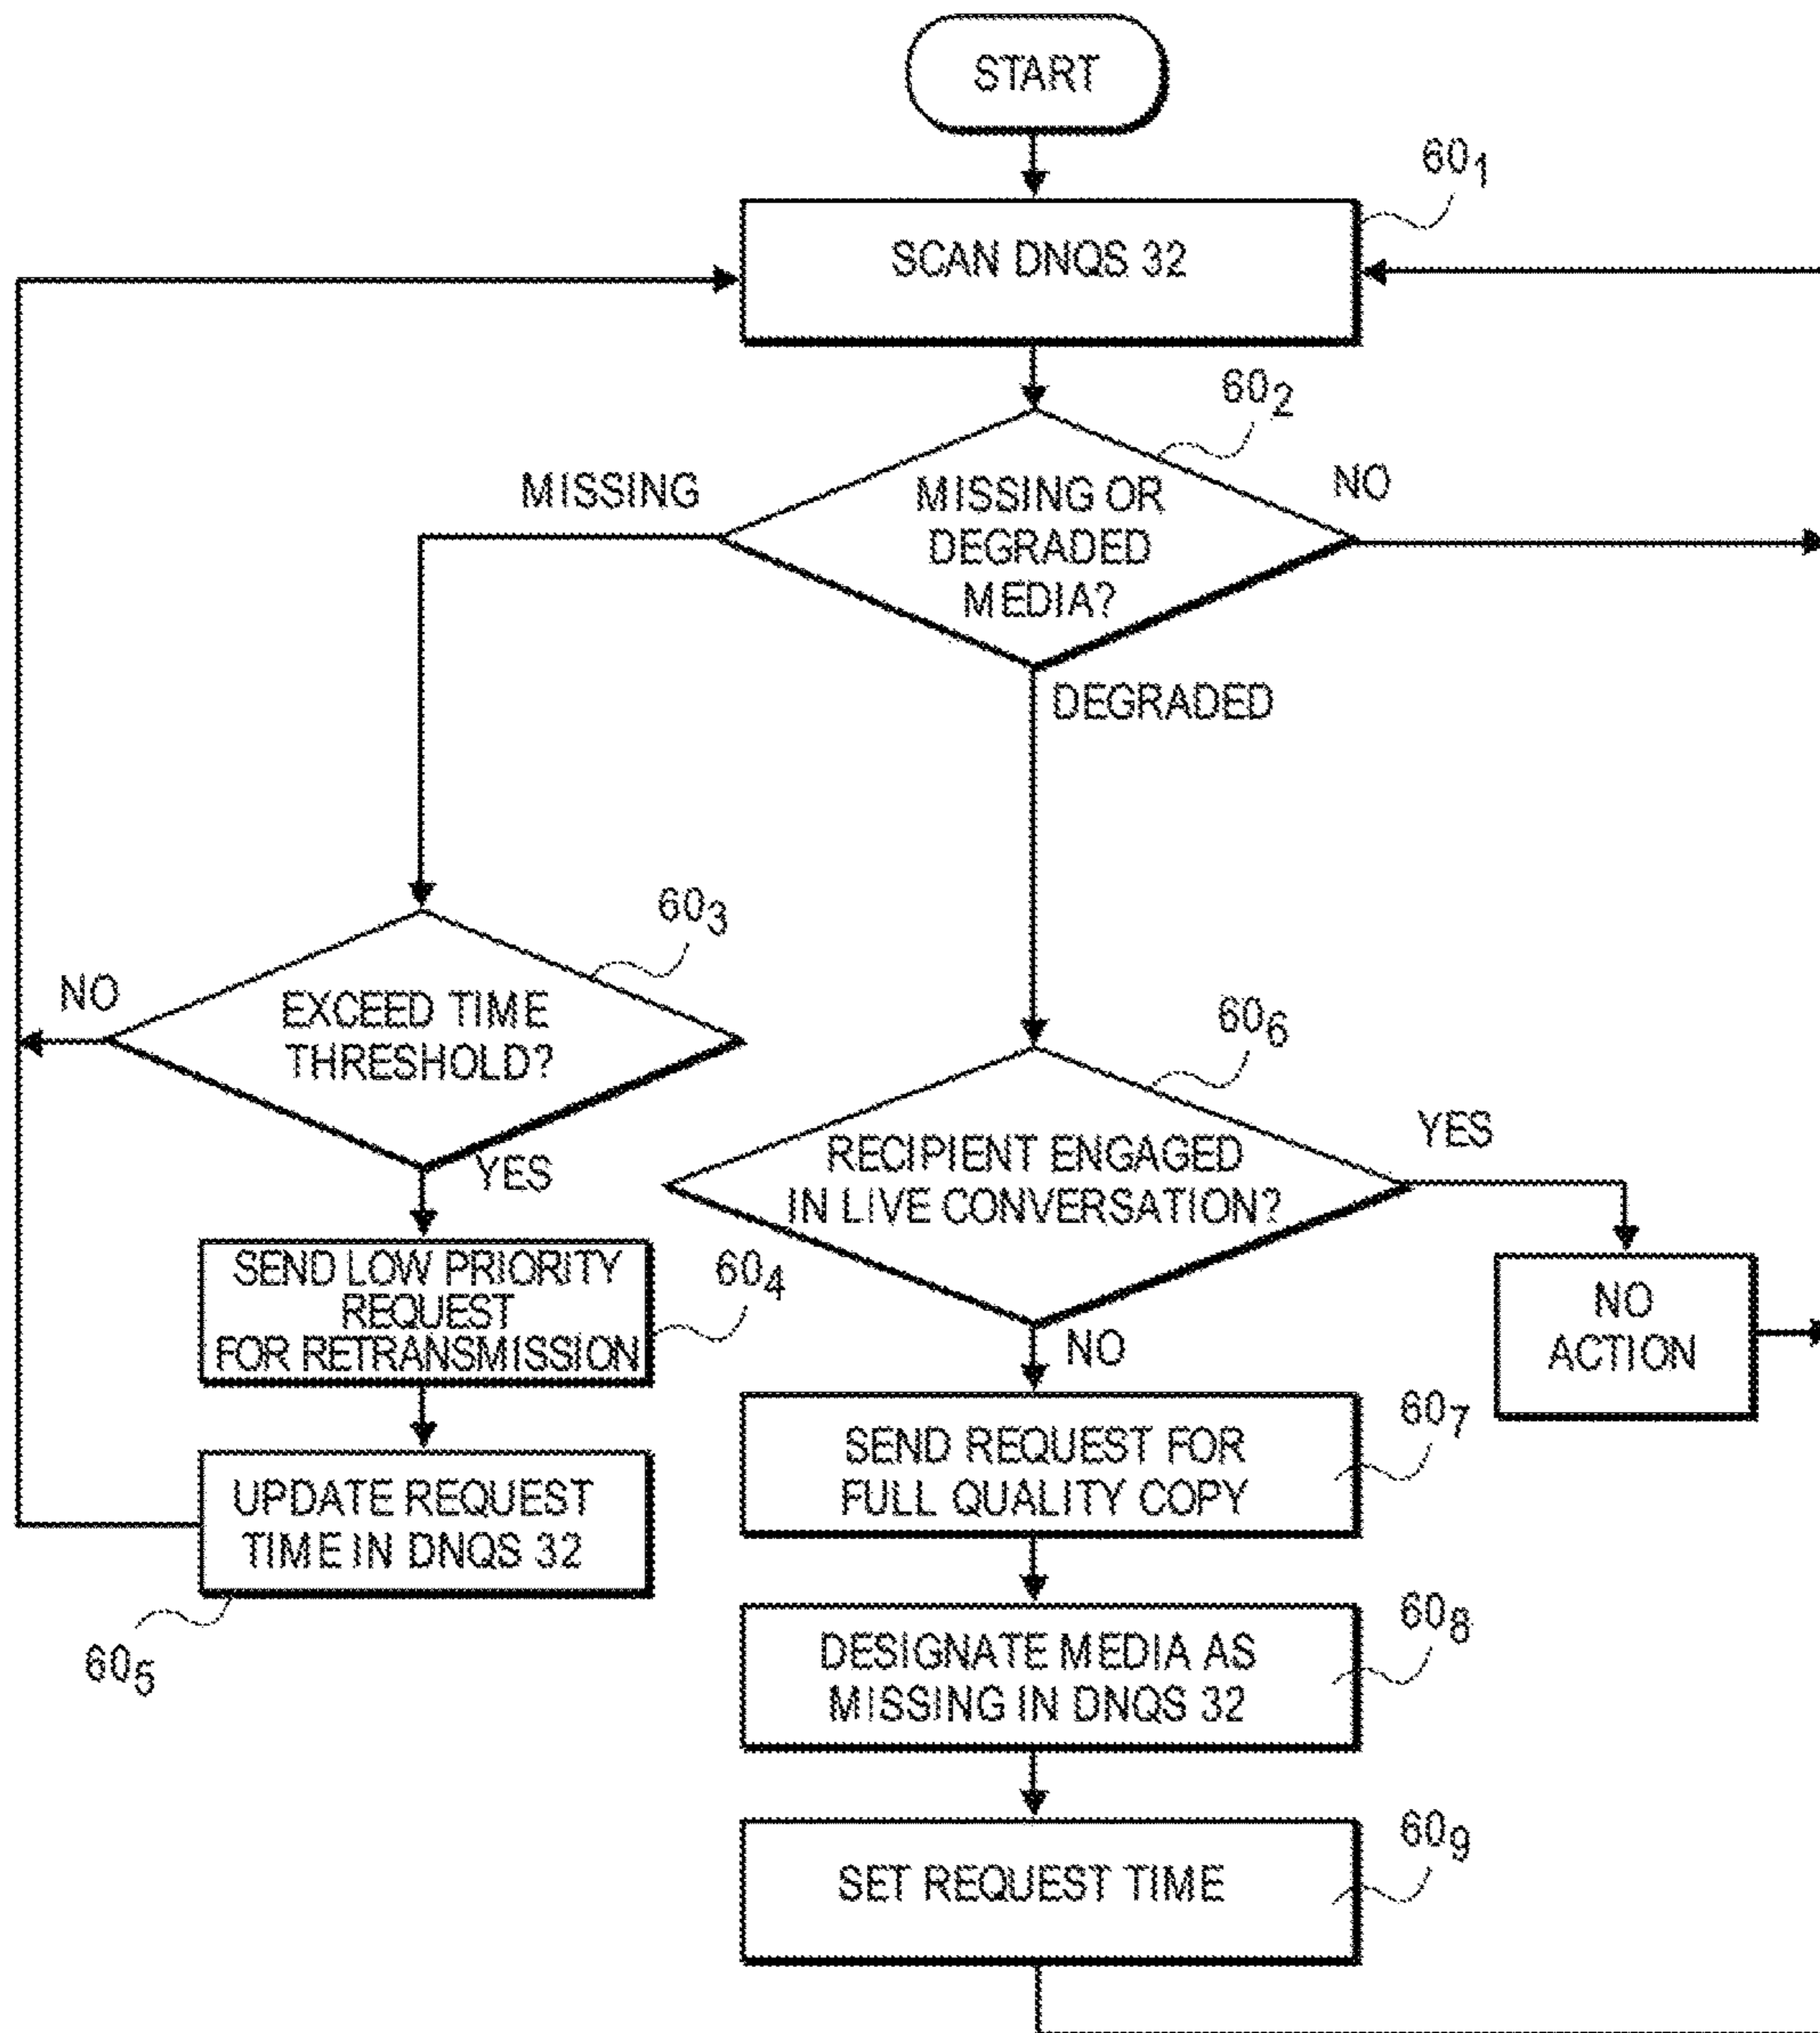 START
60₁
SCAN DNQS 32
60₂
MISSING
MISSING OR
DEGRADED
MEDIA?
NO
DEGRADED
60₃
NO
EXCEED TIME
THRESHOLD?
YES
60₆
RECIPIENT ENGAGED
IN LIVE CONVERSATION?
YES
NO
SEND LOW PRIORITY
REQUEST
FOR RETRANSMISSION
60₄
NO
ACTION
60₇
SEND REQUEST FOR
FULL QUALITY COPY
UPDATE REQUEST
TIME IN DNQS 32
60₅
60₈
DESIGNATE MEDIA AS
MISSING IN DNQS 32
60₉
SET REQUEST TIME